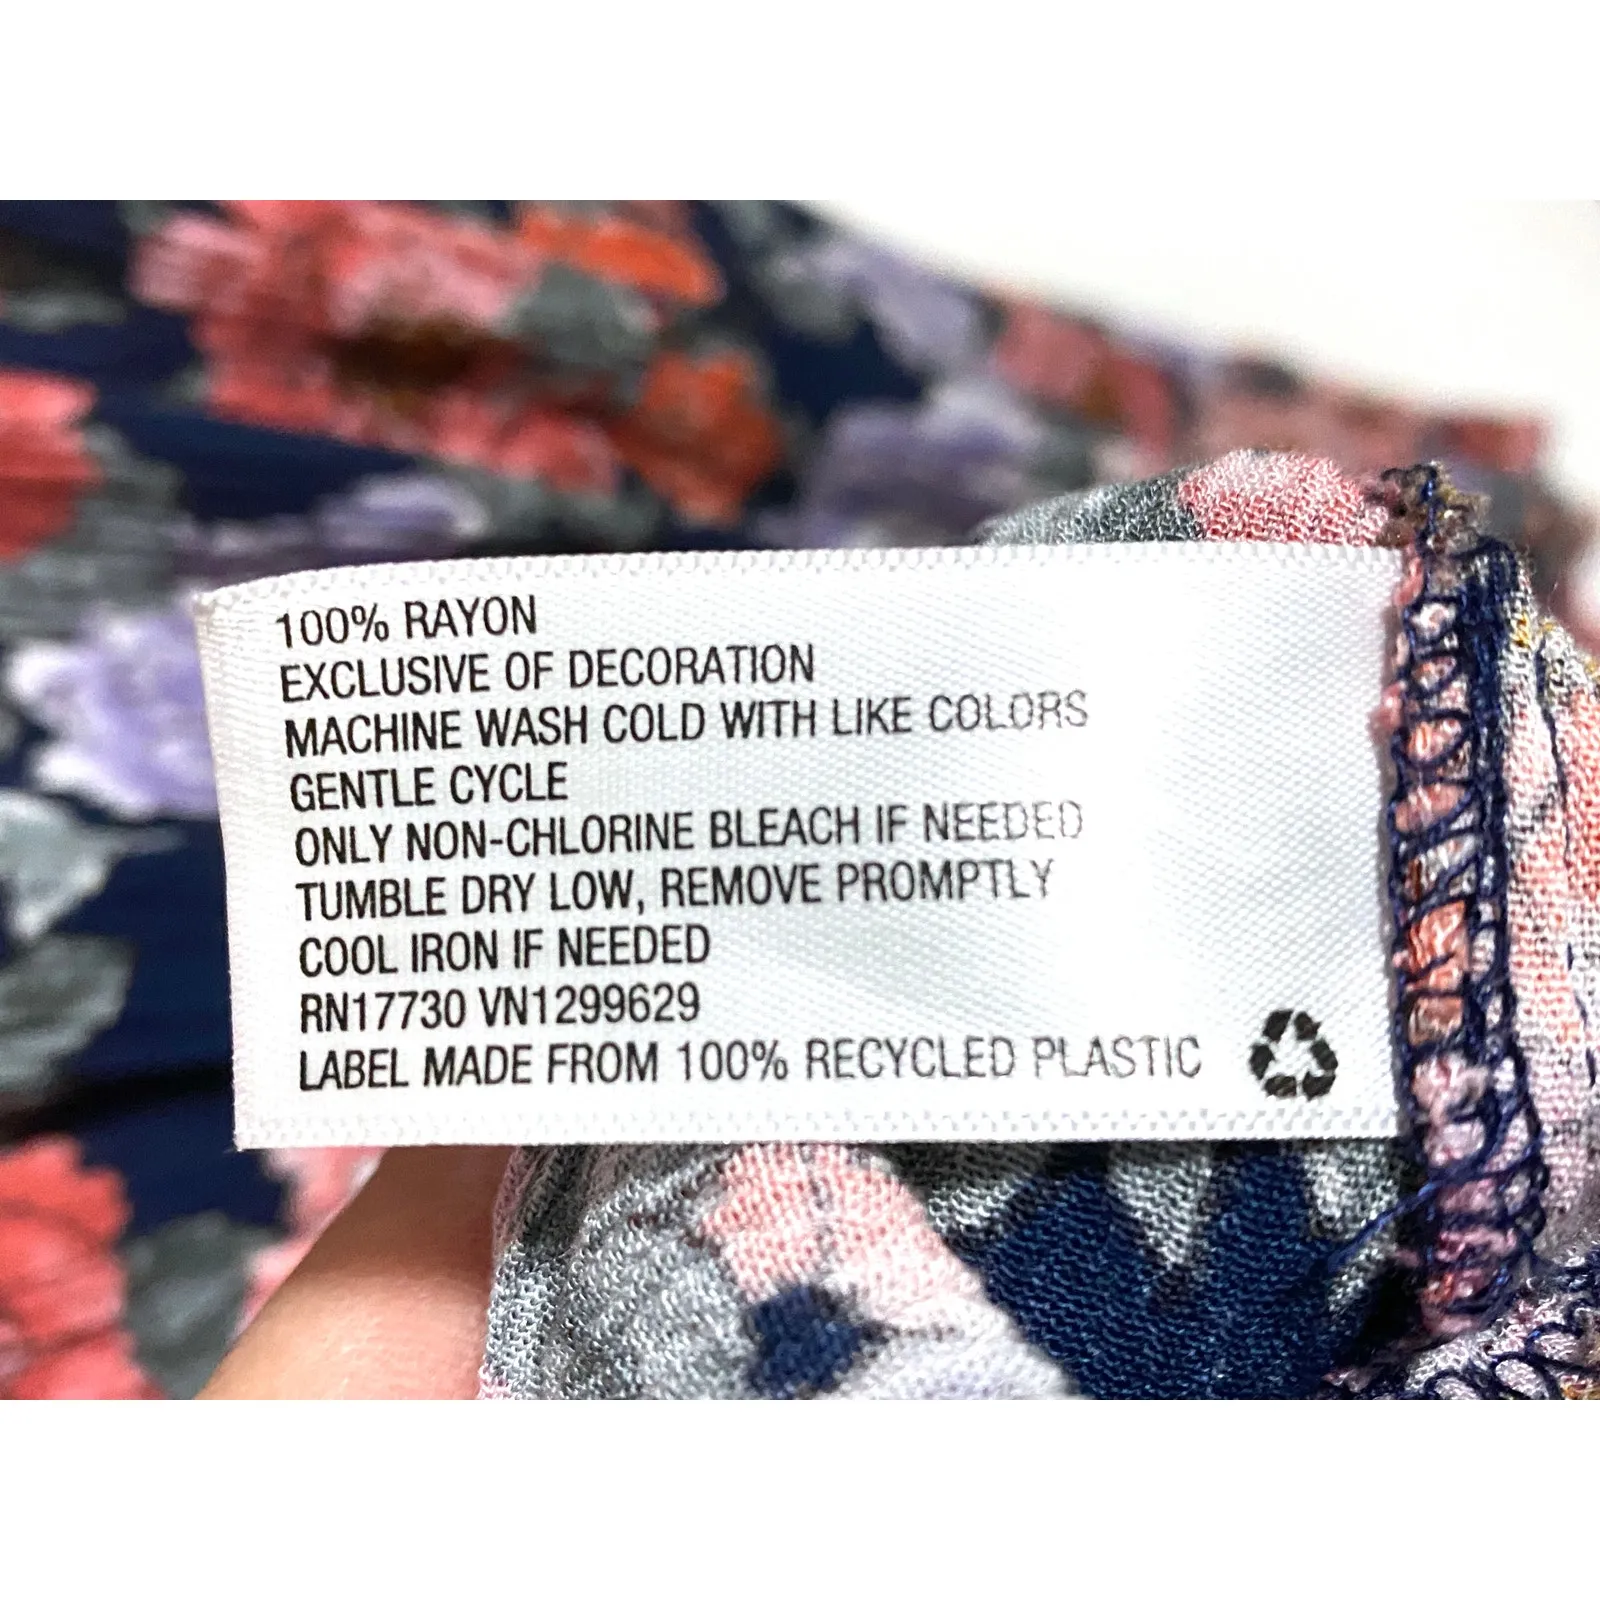 100% RAYON
EXCLUSIVE OF DECORATION
MACHINE WASH COLD WITH LIKE COLORS
GENTLE CYCLE
ONLY NON-CHLORINE BLEACH IF NEEDED
TUMBLE DRY LOW, REMOVE PROMPTLY
COOL IRON IF NEEDED
RN17730 VN1299629
LABEL MADE FROM 100% RECYCLED PLASTIC